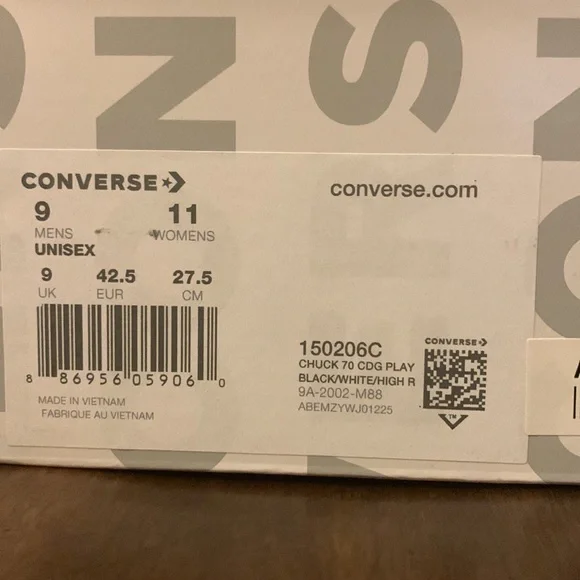 CONVERSE
converse.com
9 11
MENS WOMENS
UNISEX
9 42.5 27.5
UK EUR CM
8 86956 05906 0
MADE IN VIETNAM
FABRIQUE AU VIETNAM
150206C
CHUCK 70 CDG PLAY
BLACK/WHITE/HIGH R
9A-2002-M88
ABEMZYWJ01225
CONVERSE
TM